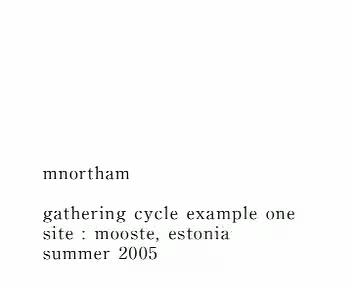 mnortham
gathering cycle example one
site : mooste, estonia
summer 2005